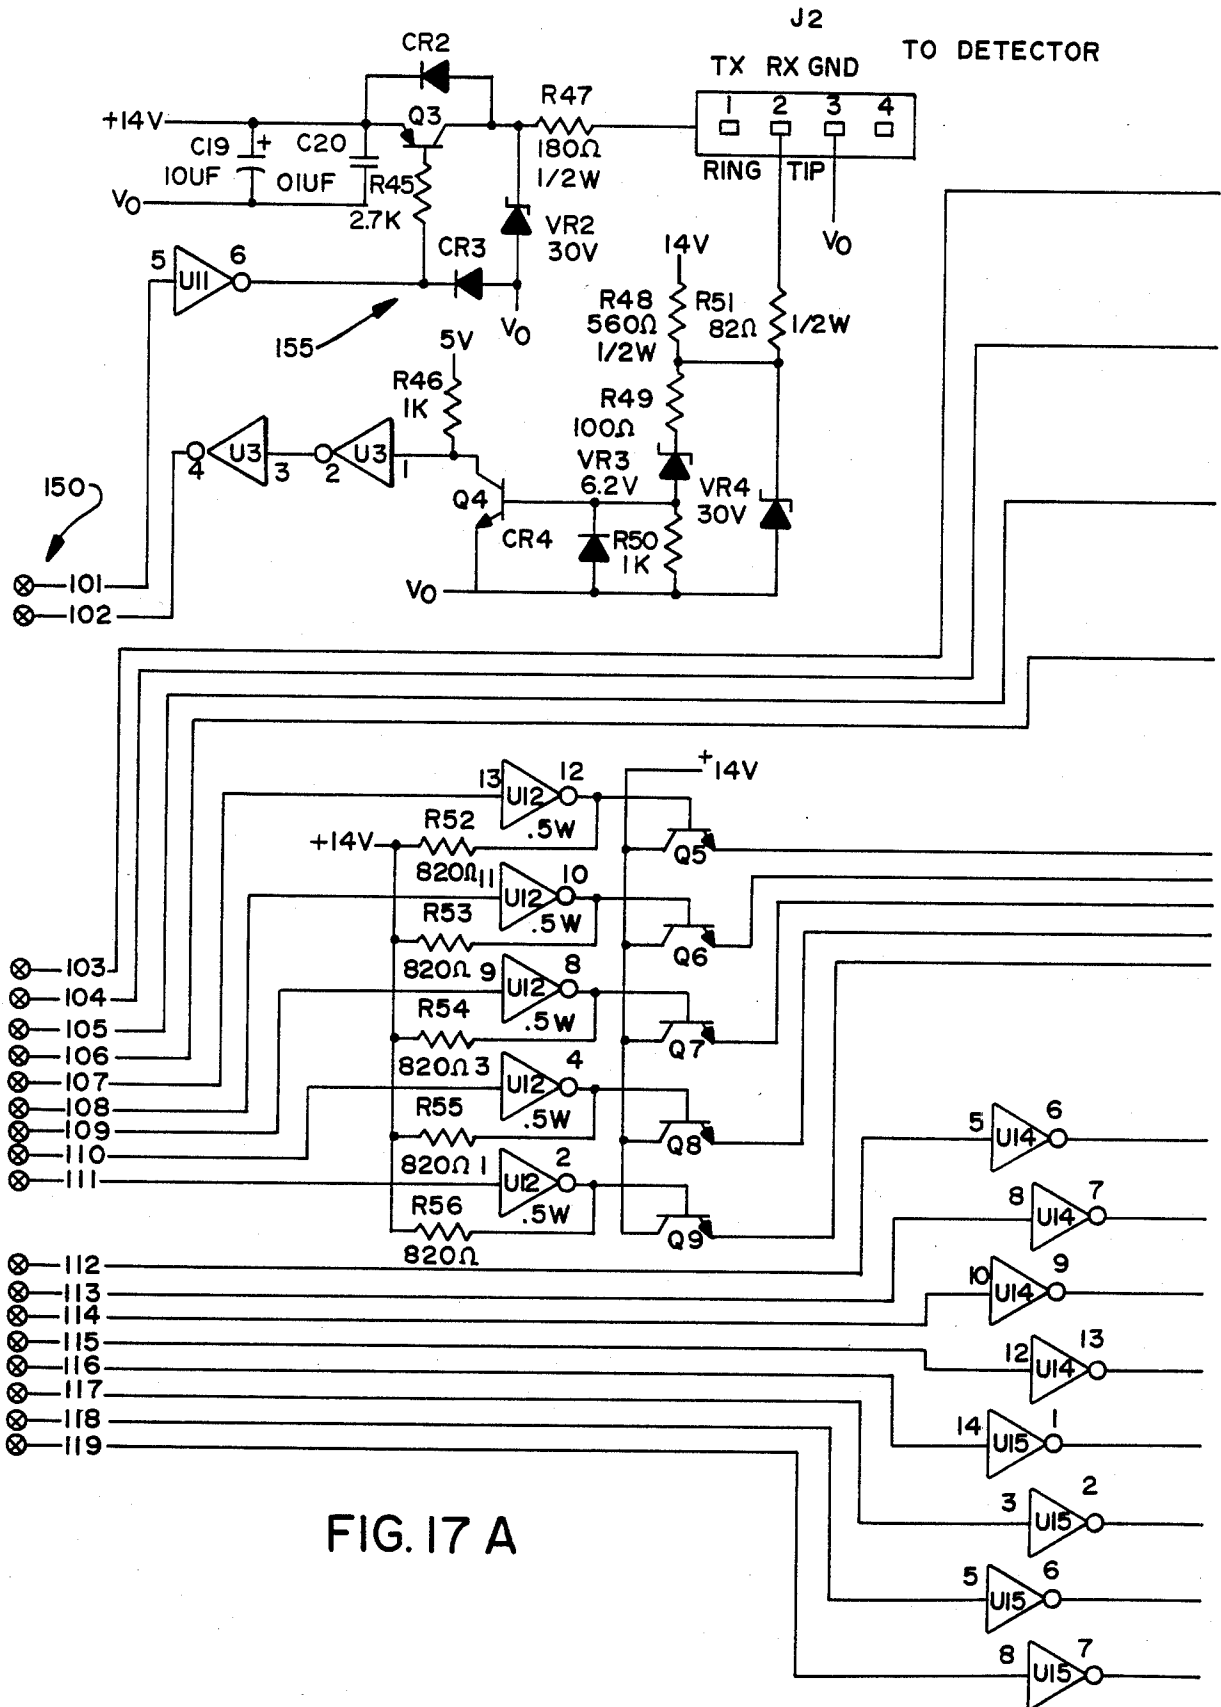 J2
TO DETECTOR
TX RX GND
1 2 3 4
RING TIP
V0
CR2
+14V
Q3
R47
180Ω
1/2W
C19 +
10UF
C20
01UF
R45
2.7K
V0
VR2
30V
CR3
V0
5 U11 6
155
14V
R48
560Ω
1/2W
R51
82Ω
1/2W
5V
R46
1K
R49
100Ω
VR3
6.2V
VR4
30V
4 U3 3
2 U3 1
Q4
CR4
R50
1K
V0
150
101
102
+14V
13 U12 12
.5W
+14V
R52
820Ω
Q5
11 U12 10
.5W
R53
820Ω
Q6
9 U12 8
.5W
R54
820Ω
Q7
3 U12 4
.5W
R55
820Ω
Q8
1 U12 2
.5W
R56
820Ω
Q9
103
104
105
106
107
108
109
110
111
112
113
114
115
116
117
118
119
5 U14 6
8 U14 7
10 U14 9
12 U14 13
14 U15 1
3 U15 2
5 U15 6
8 U15 7
FIG. 17 A